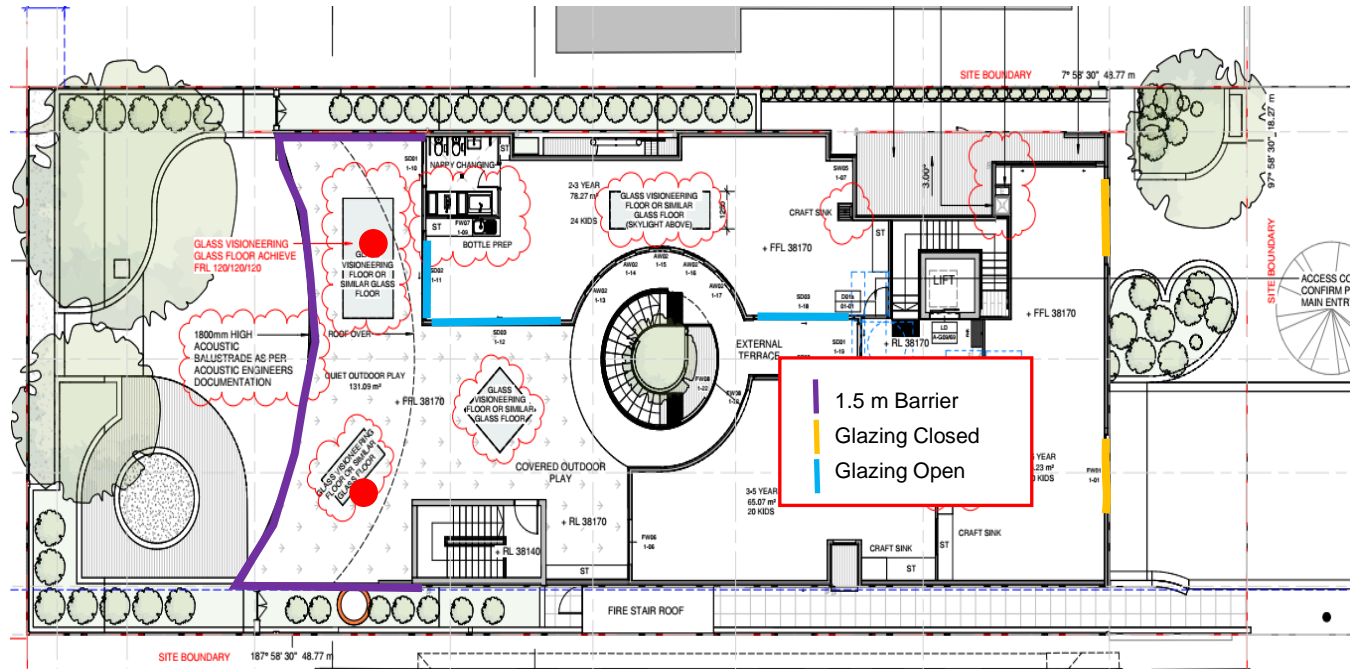 SITE BOUNDARY
7° 58' 30" 48.77 m
97° 58' 30" 18.27 m
SITE BOUNDARY
SD01
1-10
NAPPY CHANGING
ST
2-3 YEAR
78.27 m²
24 KIDS
GLASS VISIONEERING
FLOOR OR SIMILAR
GLASS FLOOR
(SKYLIGHT ABOVE)
1250
SW05
1-07
3.00°
CRAFT SINK
ST
ST
FW07
1-09
BOTTLE PREP
+ FFL 38170
GLASS VISIONEERING
GLASS FLOOR ACHIEVE
FRL 120/120/120
VISIONEERING
FLOOR OR
SIMILAR GLASS
FLOOR
SD02
1-11
AW02
1-14
AW02
1-15
AW02
1-16
AW02
1-13
AW02
1-17
SD03
1-18
LIFT
ACCESS CO
CONFIRM P
MAIN ENTR
+ FFL 38170
1800mm HIGH
ACOUSTIC
BALUSTRADE AS PER
ACOUSTIC ENGINEERS
DOCUMENTATION
ROOF OVER
SD03
1-12
EXTERNAL
TERRACE
SD01
1-19
+ RL 38170
QUIET OUTDOOR PLAY
131.09 m²
+ FFL 38170
GLASS
VISIONEERING
FLOOR OR SIMILAR
GLASS FLOOR
FW08
1-22
1.5 m Barrier
Glazing Closed
Glazing Open
GLASS VISIONEERING
FLOOR OR SIMILAR
GLASS FLOOR
COVERED OUTDOOR
PLAY
3-5 YEAR
65.07 m²
20 KIDS
YEAR
.23 m²
KIDS
FW01
1-01
+ RL 38170
+ RL 38140
FW06
1-06
CRAFT SINK
ST
CRAFT SINK
ST
ST
FIRE STAIR ROOF
SITE BOUNDARY
187° 58' 30" 48.77 m